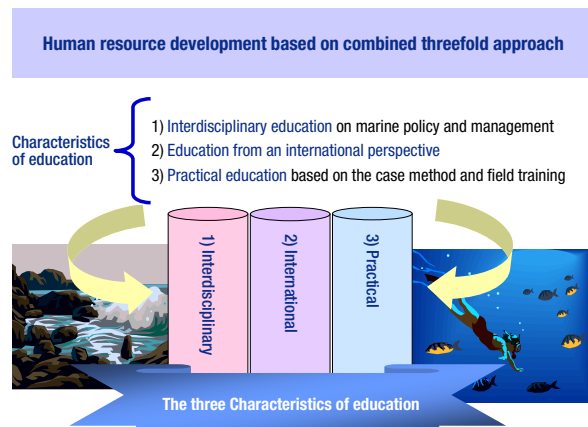 Human resource development based on combined threefold approach
Characteristics
of education
1) Interdisciplinary education on marine policy and management
2) Education from an international perspective
3) Practical education based on the case method and field training
1) Interdisciplinary
2) International
3) Practical
The three Characteristics of education